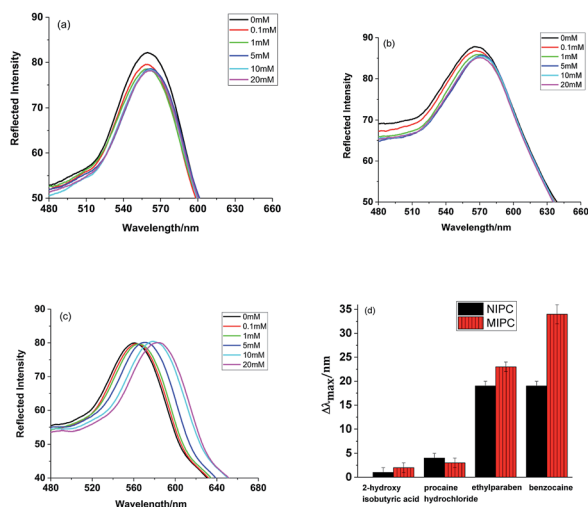 (a)
0mM
0.1mM
1mM
5mM
10mM
20mM
Reflected Intensity
90
80
70
60
50
480 510 540 570 600 630 660
Wavelength/nm
(b)
0mM
0.1mM
1mM
5mM
10mM
20mM
Reflected Intensity
90
80
70
60
50
480 510 540 570 600 630 660
Wavelength/nm
(c)
0mM
0.1mM
1mM
5mM
10mM
20mM
Reflected Intensity
90
80
70
60
50
40
480 520 560 600 640 680
Wavelength/nm
(d)
NIPC
MIPC
Δλmax/nm
35
30
25
20
15
10
5
0
2-hydroxy isobutyric acid
procaine hydrochloride
ethylparaben
benzocaine